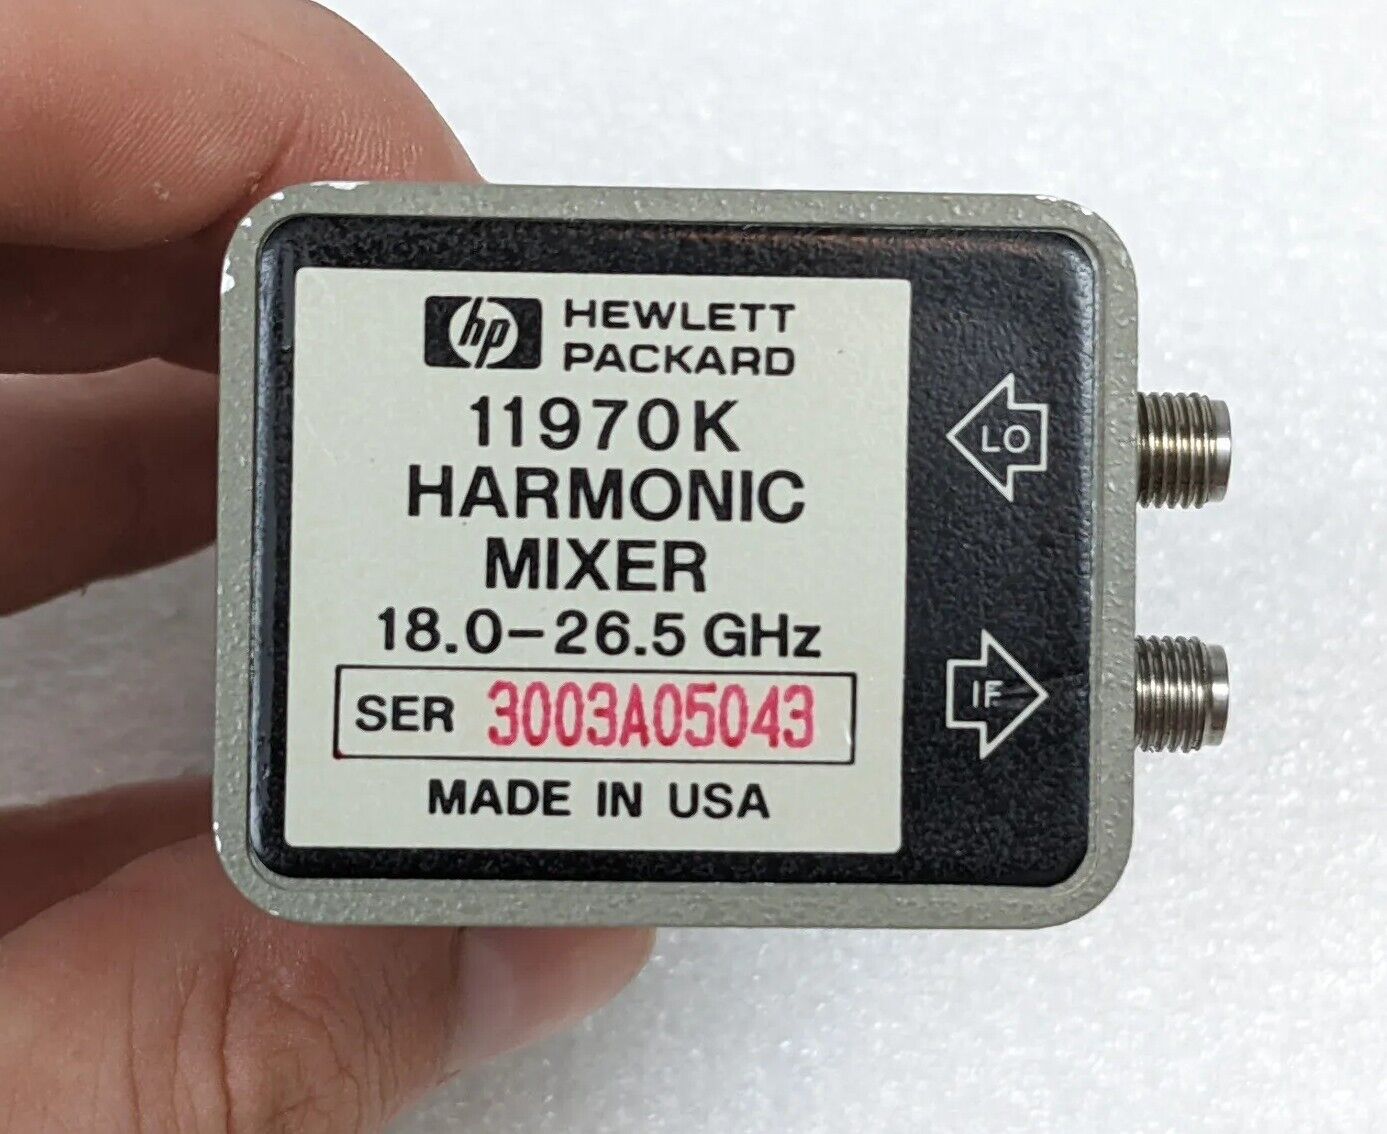 hp HEWLETT
PACKARD
11970K
HARMONIC
MIXER
18.0-26.5 GHz
SER 3003A05043
MADE IN USA
LO
IF